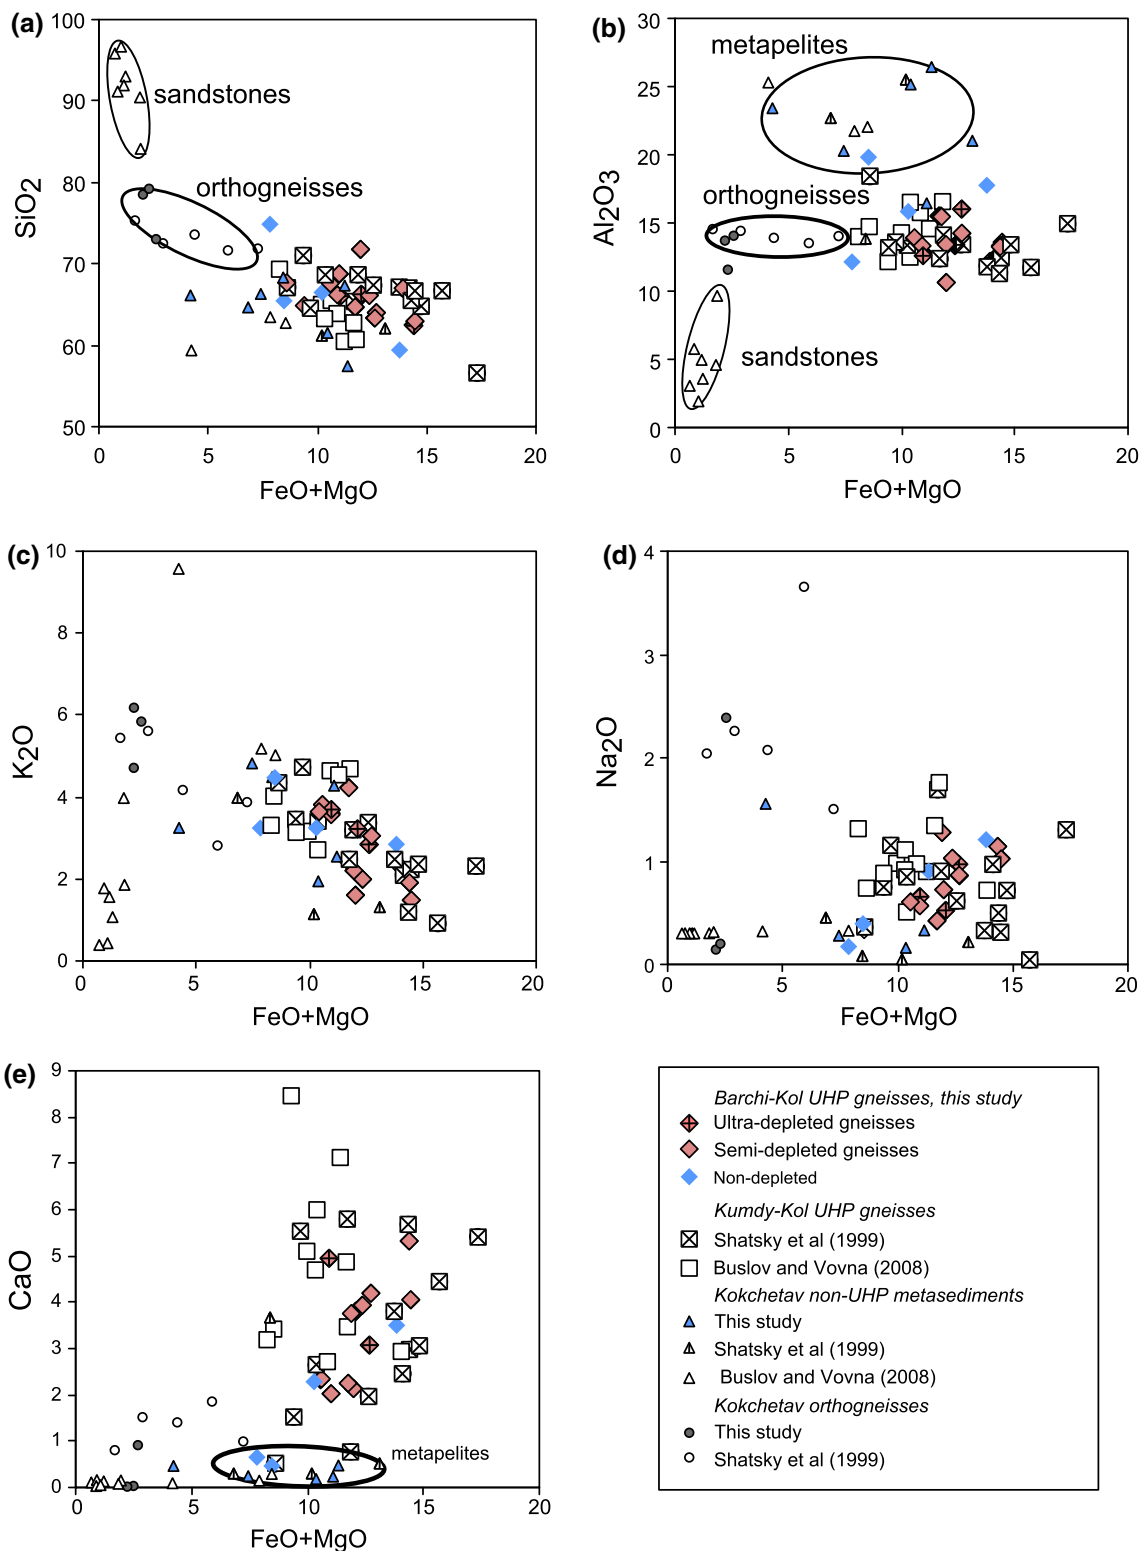 (a)
100
90
80
70
60
50
SiO2
sandstones
orthogneisses
0 5 10 15 20
FeO+MgO
(b)
30
25
20
15
10
5
0
Al2O3
metapelites
orthogneisses
sandstones
0 5 10 15 20
FeO+MgO
(c)
10
8
6
4
2
0
K2O
0 5 10 15 20
FeO+MgO
(d)
4
3
2
1
0
Na2O
0 5 10 15 20
FeO+MgO
(e)
9
8
7
6
5
4
3
2
1
0
CaO
metapelites
0 5 10 15 20
FeO+MgO
Barchi-Kol UHP gneisses, this study
Ultra-depleted gneisses
Semi-depleted gneisses
Non-depleted
Kumdy-Kol UHP gneisses
Shatsky et al (1999)
Buslov and Vovna (2008)
Kokchetav non-UHP metasediments
This study
Shatsky et al (1999)
Buslov and Vovna (2008)
Kokchetav orthogneisses
This study
Shatsky et al (1999)